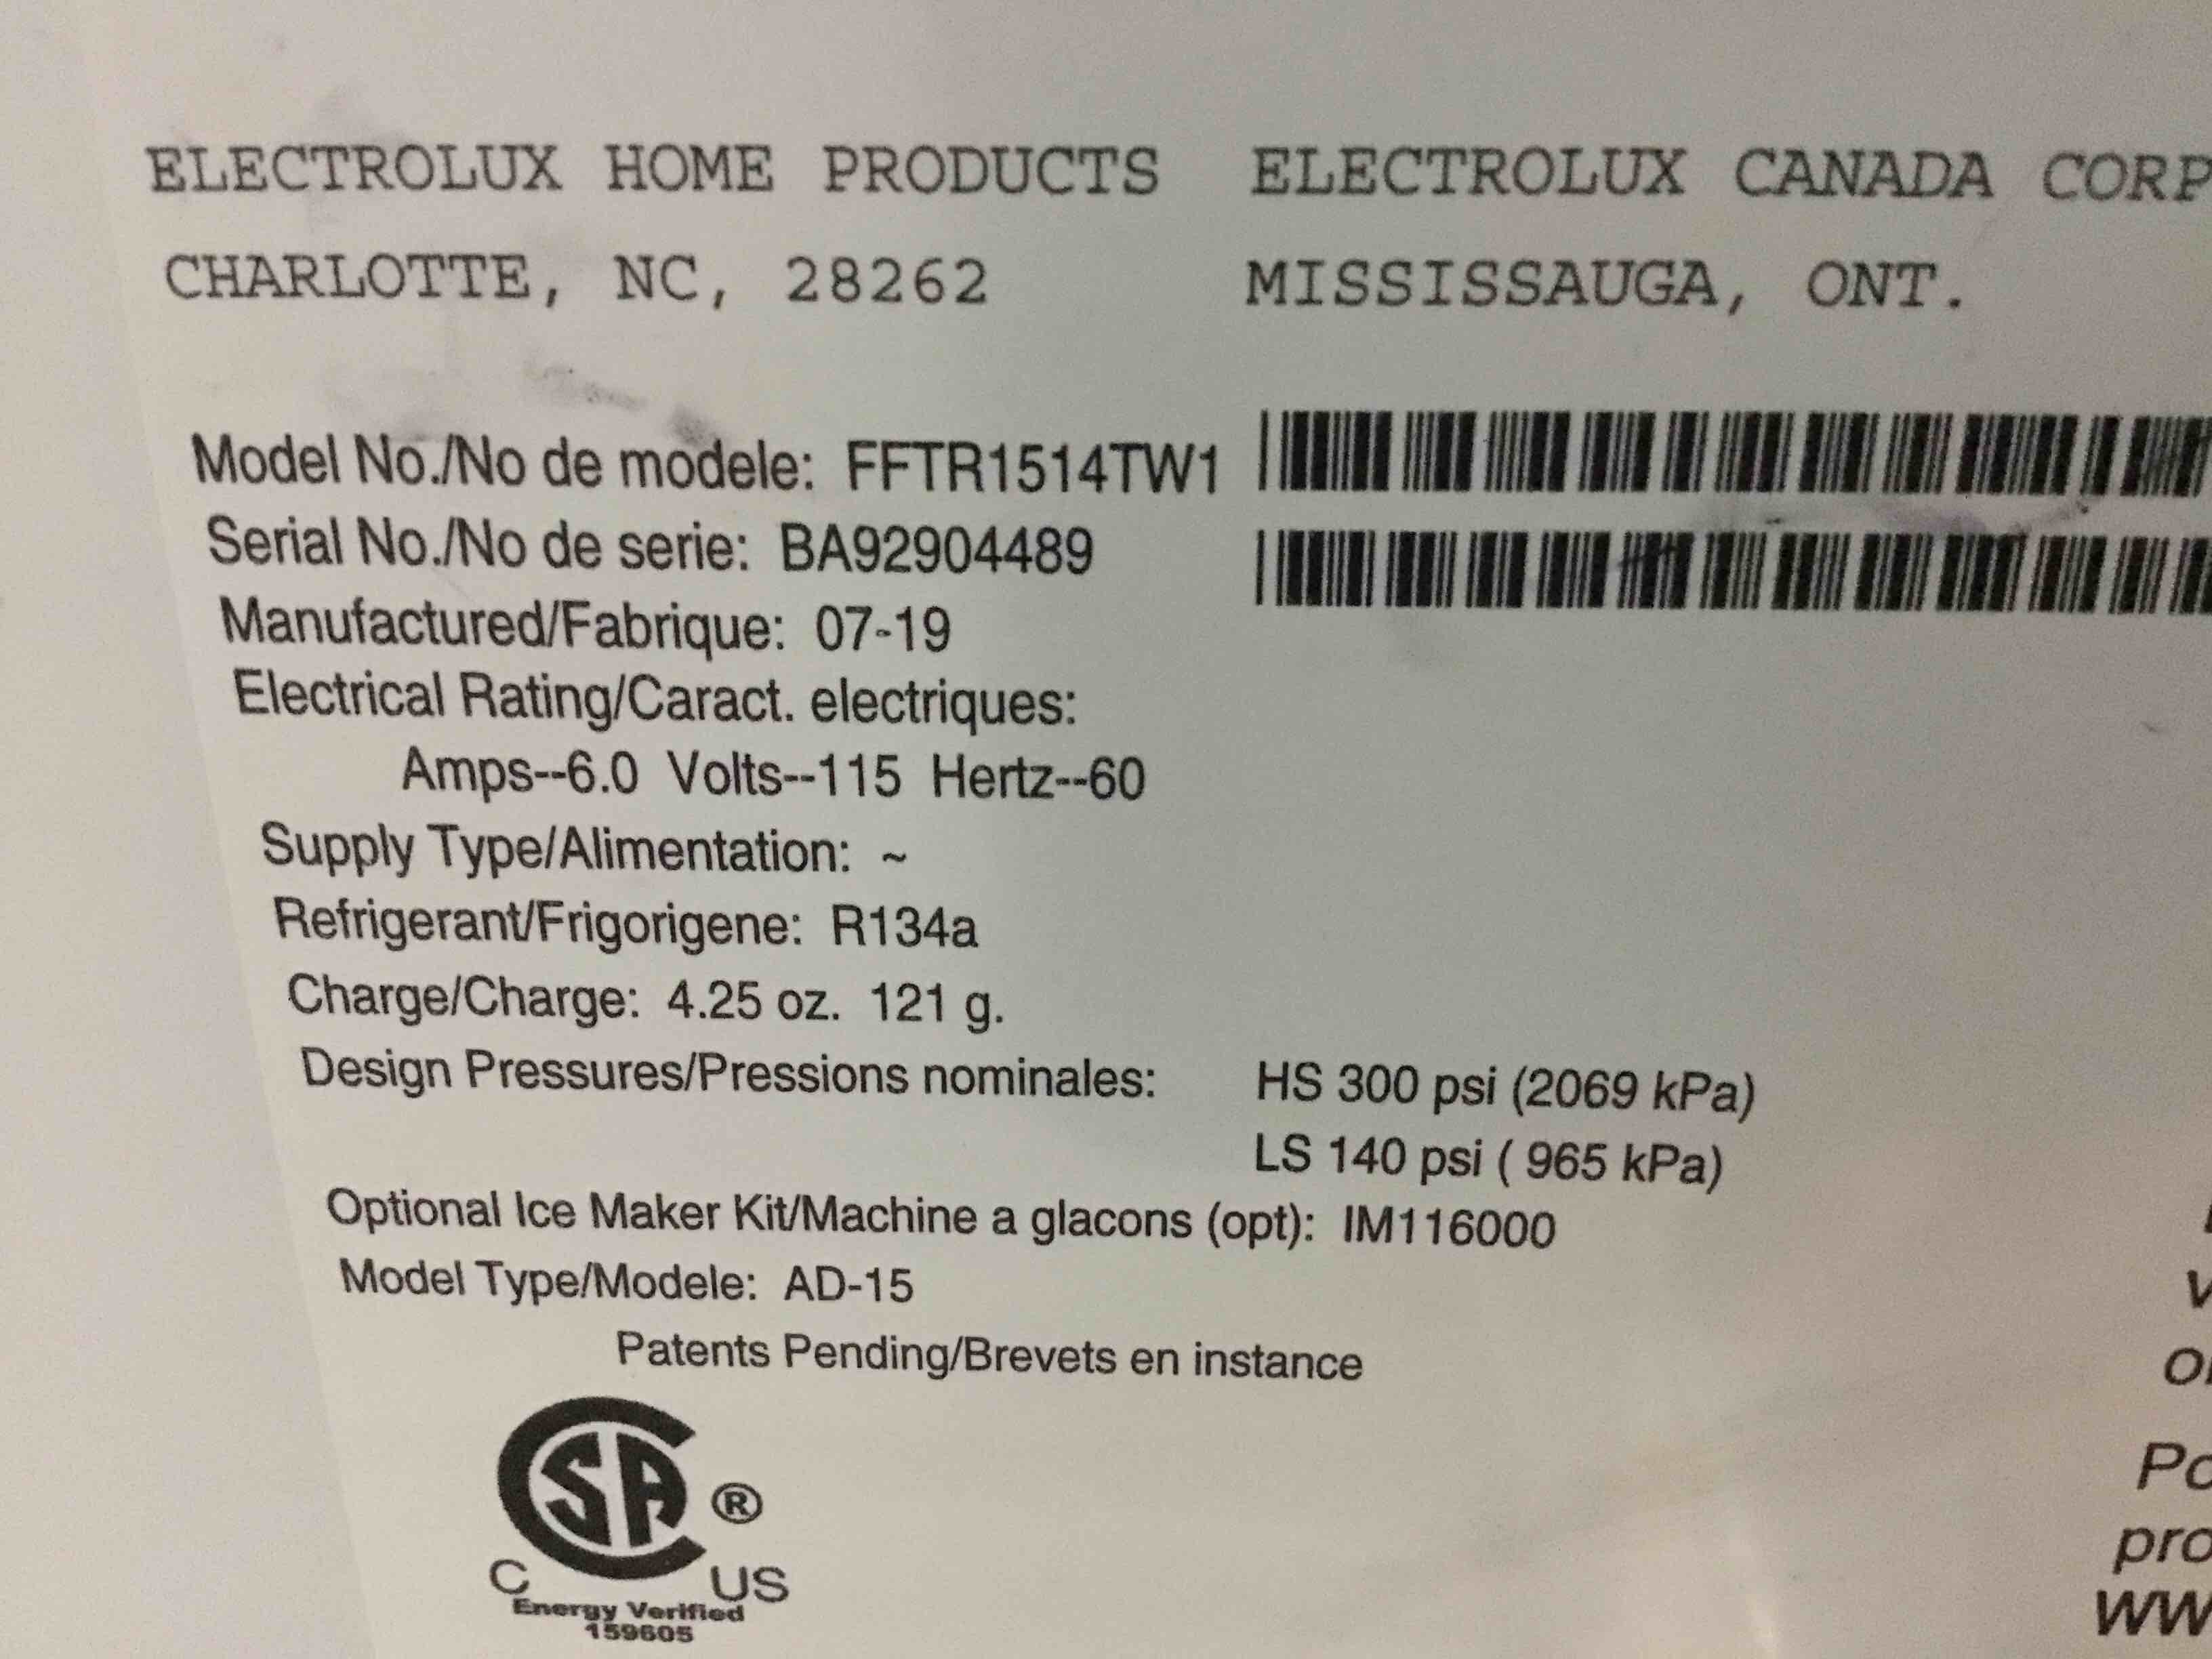 ELECTROLUX HOME PRODUCTS ELECTROLUX CANADA CORP
CHARLOTTE, NC, 28262 MISSISSAUGA, ONT.
Model No./No de modele: FFTR1514TW1
Serial No./No de serie: BA92904489
Manufactured/Fabrique: 07-19
Electrical Rating/Caract. electriques:
Amps--6.0 Volts--115 Hertz--60
Supply Type/Alimentation: ~
Refrigerant/Frigorigene: R134a
Charge/Charge: 4.25 oz. 121 g.
Design Pressures/Pressions nominales: HS 300 psi (2069 kPa)
LS 140 psi ( 965 kPa)
Optional Ice Maker Kit/Machine a glacons (opt): IM116000
Model Type/Modele: AD-15
Patents Pending/Brevets en instance
CSA ®
C US
Energy Verified
159605